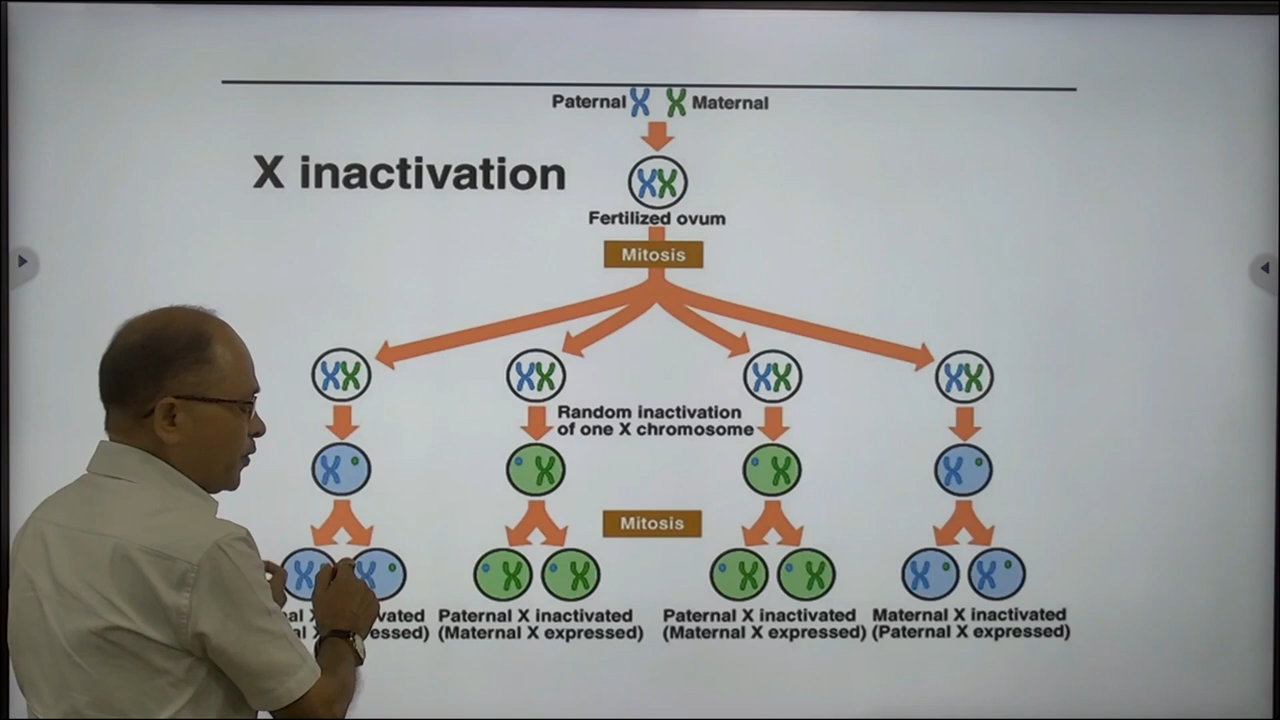 Paternal Maternal
X inactivation
Fertilized ovum
Mitosis
Random inactivation
of one X chromosome
Mitosis
Paternal X inactivated
(Maternal X expressed)
Paternal X inactivated
(Maternal X expressed)
Maternal X inactivated
(Paternal X expressed)